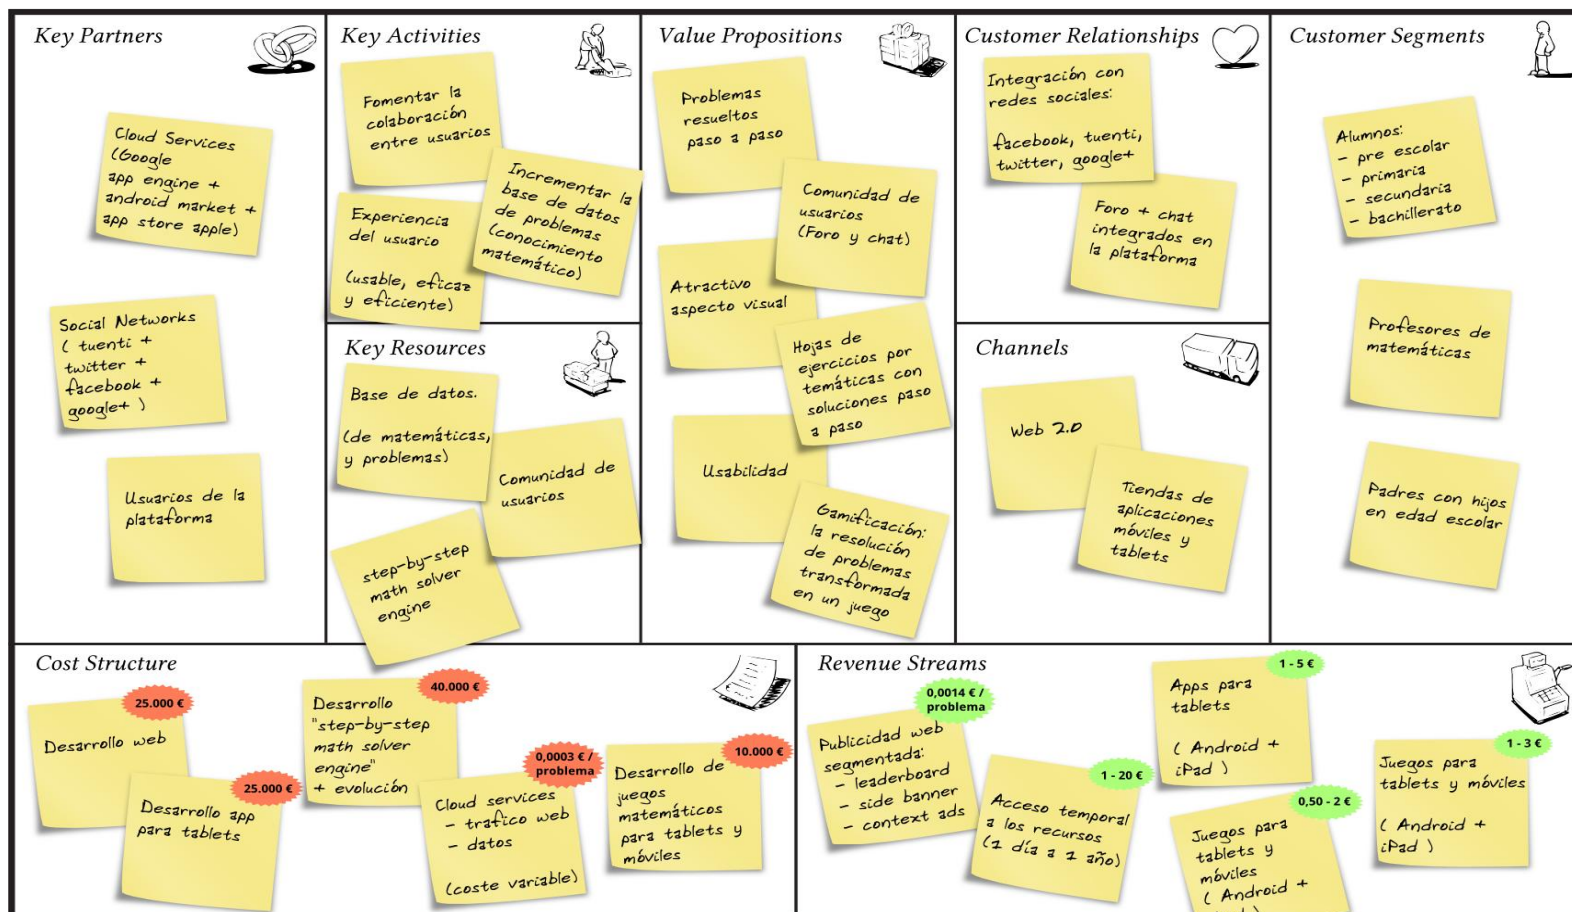 Key Partners
Cloud Services
(Google
app engine +
android market +
app store apple)
Social Networks
( tuenti +
twitter +
facebook +
google+ )
Usuarios de la
plataforma
Key Activities
Fomentar la
colaboración
entre usuarios
Incrementar la
base de datos
de problemas
(conocimiento
matemático)
Experiencia
del usuario
(usable, eficaz
y eficiente)
Key Resources
Base de datos.
(de matemáticas,
y problemas)
Comunidad de
usuarios
step-by-step
math solver
engine
Value Propositions
Problemas
resueltos
paso a paso
Comunidad de
usuarios
(Foro y chat)
Atractivo
aspecto visual
Hojas de
ejercicios por
temáticas con
soluciones paso
a paso
Usabilidad
Gamificación:
la resolución
de problemas
transformada
en un juego
Customer Relationships
Integración con
redes sociales:
facebook, tuenti,
twitter, google+
Foro + chat
integrados en
la plataforma
Channels
Web 2.0
Tiendas de
aplicaciones
móviles y
tablets
Customer Segments
Alumnos:
- pre escolar
- primaria
- secundaria
- bachillerato
Profesores de
matemáticas
Padres con hijos
en edad escolar
Cost Structure
25.000 €
Desarrollo web
25.000 €
Desarrollo app
para tablets
40.000 €
Desarrollo
"step-by-step
math solver
engine"
+ evolución
0,0003 € /
problema
Cloud services
- trafico web
- datos
(coste variable)
10.000 €
Desarrollo de
juegos
matemáticos
para tablets y
móviles
Revenue Streams
0,0014 € /
problema
Publicidad web
segmentada:
- leaderboard
- side banner
- context ads
1 - 20 €
Acceso temporal
a los recursos
(1 día a 1 año)
1 - 5 €
Apps para
tablets
( Android +
iPad )
0,50 - 2 €
Juegos para
tablets y
móviles
( Android +
1 - 3 €
Juegos para
tablets y móviles
( Android +
iPad )